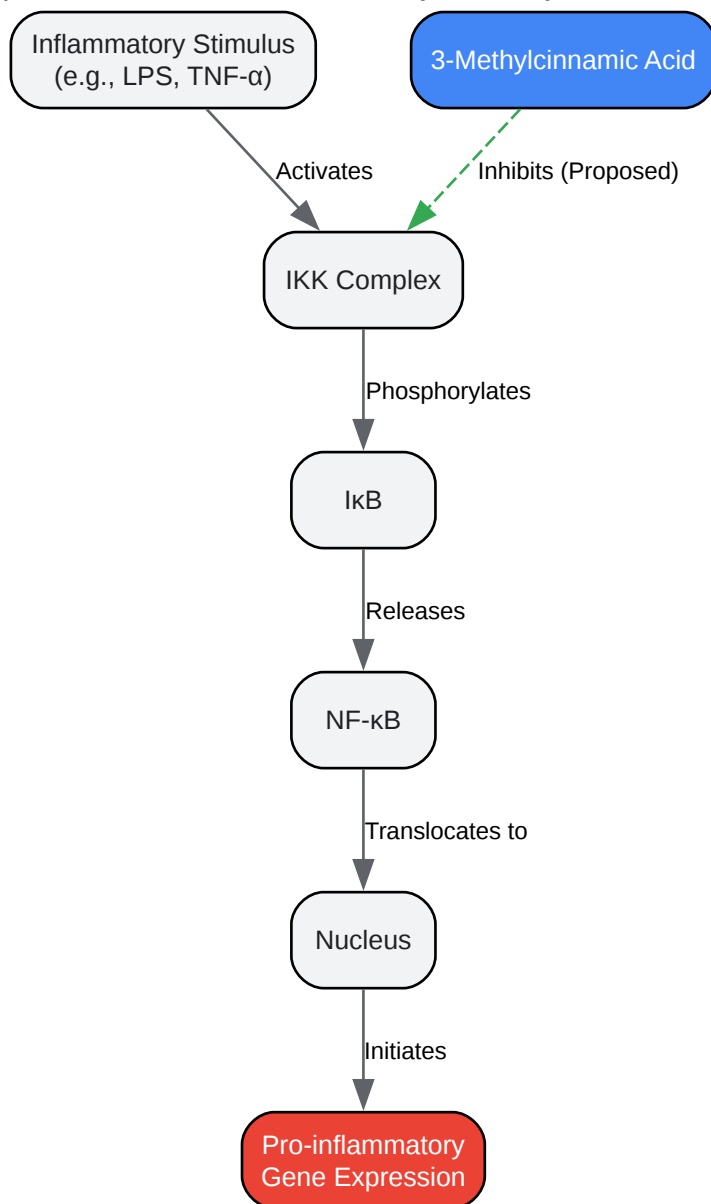 Inflammatory Stimulus
(e.g., LPS, TNF-α)
3-Methylcinnamic Acid
Activates
Inhibits (Proposed)
IKK Complex
Phosphorylates
IκB
Releases
NF-κB
Translocates to
Nucleus
Initiates
Pro-inflammatory
Gene Expression